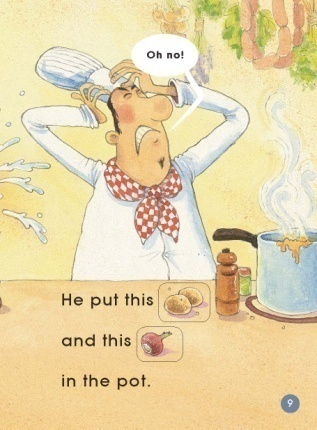 Oh no!
He put this
and this
in the pot.
9